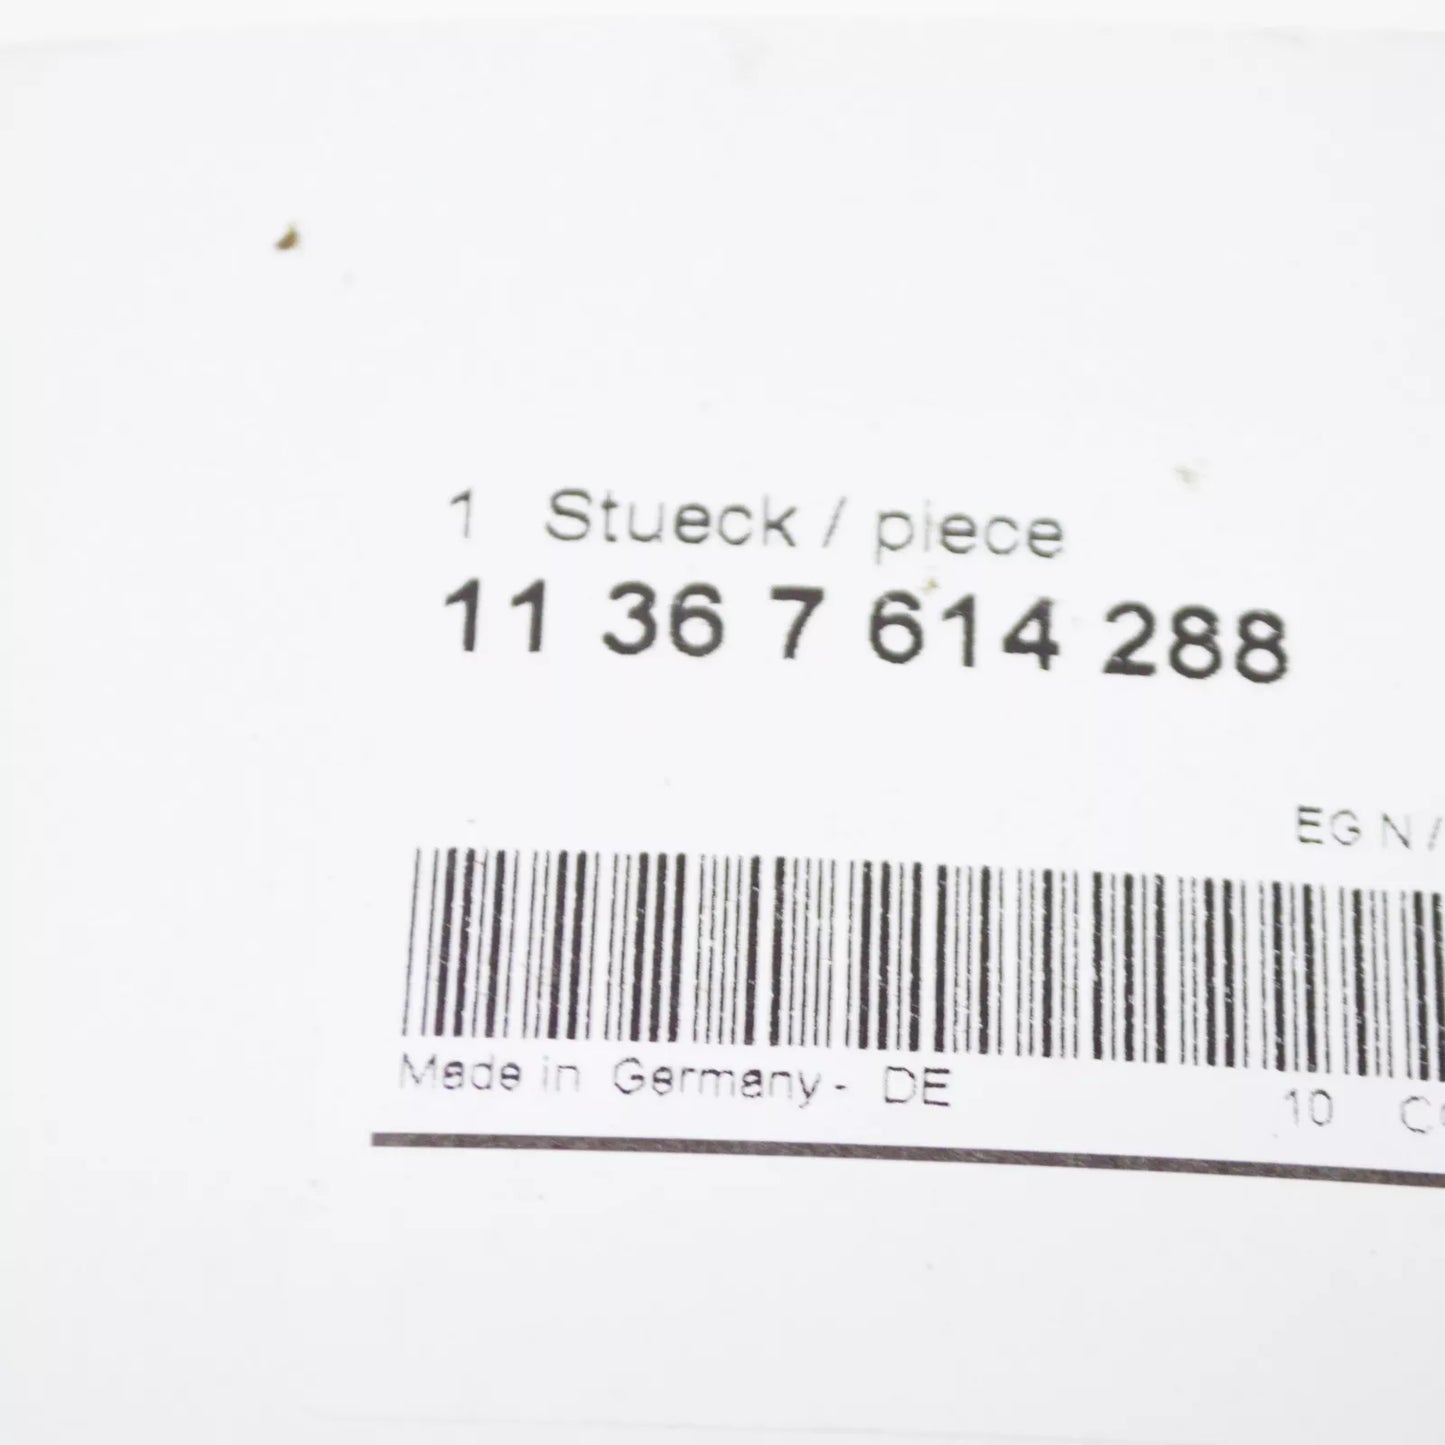 1 Stueck / piece
11 36 7 614 288
EG N /
Made in Germany - DE 10